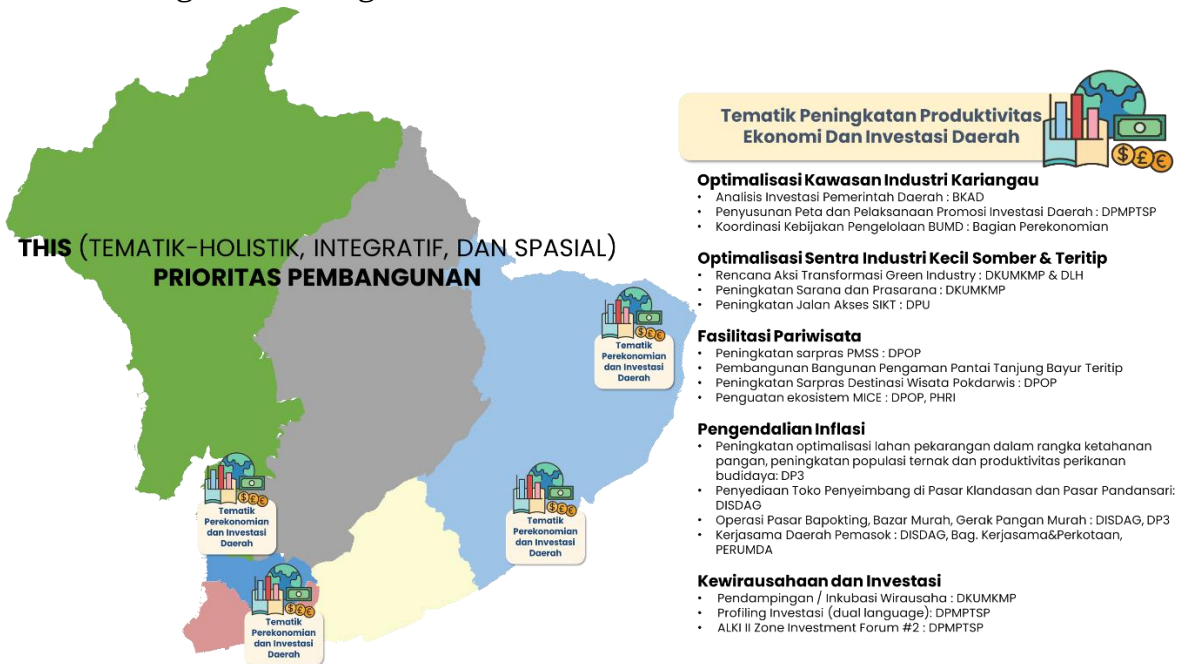 THIS (TEMATIK-HOLISTIK, INTEGRATIF, DAN SPASIAL)
PRIORITAS PEMBANGUNAN
Tematik
Perekonomian
dan Investasi
Daerah
Tematik
Perekonomian
dan Investasi
Daerah
Tematik
Perekonomian
dan Investasi
Daerah
Tematik
Perekonomian
dan Investasi
Daerah
Tematik Peningkatan Produktivitas
Ekonomi Dan Investasi Daerah
Optimalisasi Kawasan Industri Kariangau
• Analisis Investasi Pemerintah Daerah : BKAD
• Penyusunan Peta dan Pelaksanaan Promosi Investasi Daerah : DPMPTSP
• Koordinasi Kebijakan Pengelolaan BUMD : Bagian Perekonomian
Optimalisasi Sentra Industri Kecil Somber & Teritip
• Rencana Aksi Transformasi Green Industry : DKUMKMP & DLH
• Peningkatan Sarana dan Prasarana : DKUMKMP
• Peningkatan Jalan Akses SIKT : DPU
Fasilitasi Pariwisata
• Peningkatan sarpras PMSS : DPOP
• Pembangunan Bangunan Pengaman Pantai Tanjung Bayur Teritip
• Peningkatan Sarpras Destinasi Wisata Pokdarwis : DPOP
• Penguatan ekosistem MICE : DPOP, PHRI
Pengendalian Inflasi
• Peningkatan optimalisasi lahan pekarangan dalam rangka ketahanan
pangan, peningkatan populasi ternak dan produktivitas perikanan
budidaya: DP3
• Penyediaan Toko Penyeimbang di Pasar Klandasan dan Pasar Pandansari:
DISDAG
• Operasi Pasar Bapokting, Bazar Murah, Gerak Pangan Murah : DISDAG, DP3
• Kerjasama Daerah Pemasok : DISDAG, Bag. Kerjasama&Perkotaan,
PERUMDA
Kewirausahaan dan Investasi
• Pendampingan / Inkubasi Wirausaha : DKUMKMP
• Profiling Investasi (dual language): DPMPTSP
• ALKI II Zone Investment Forum #2 : DPMPTSP